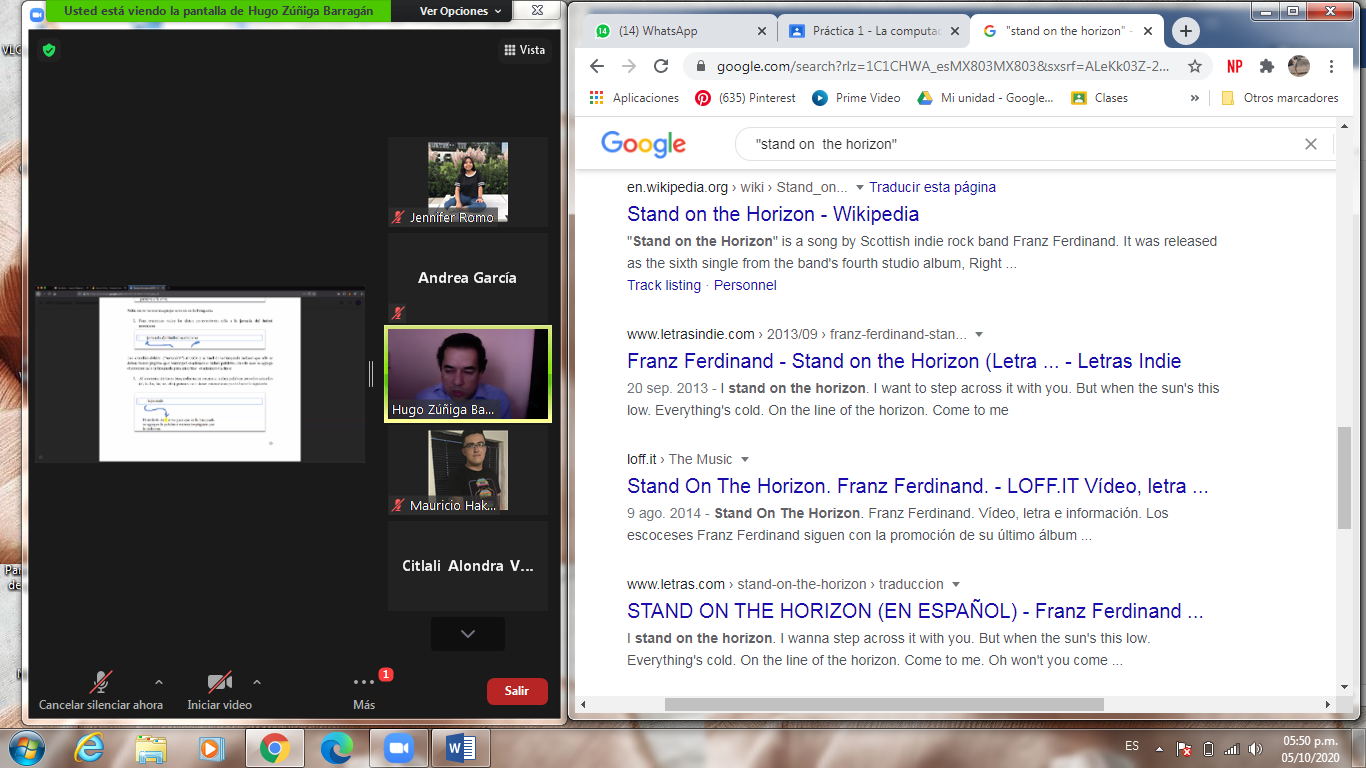 Usted está viendo la pantalla de Hugo Zúñiga Barragán
Ver Opciones
Vista
Jennifer Romo
Andrea García
Hugo Zúñiga Ba...
Mauricio Hak...
Citlali Alondra V...
Cancelar silenciar ahora
Iniciar video
Más
1
Salir
(14) WhatsApp
Práctica 1 - La computac
"stand on the horizon" -
google.com/search?rlz=1C1CHWA_esMX803MX803&sxsrf=ALeKk03Z-2...
NP
Aplicaciones
(635) Pinterest
Prime Video
Mi unidad - Google...
Clases
»
Otros marcadores
Google
"stand on  the horizon"
en.wikipedia.org › wiki › Stand_on... Traducir esta página
Stand on the Horizon - Wikipedia
"Stand on the Horizon" is a song by Scottish indie rock band Franz Ferdinand. It was released
as the sixth single from the band's fourth studio album, Right ...
Track listing · Personnel
www.letrasindie.com › 2013/09 › franz-ferdinand-stan...
Franz Ferdinand - Stand on the Horizon (Letra ... - Letras Indie
20 sep. 2013 - I stand on the horizon. I want to step across it with you. But when the sun's this
low. Everything's cold. On the line of the horizon. Come to me
loff.it › The Music
Stand On The Horizon. Franz Ferdinand. - LOFF.IT Vídeo, letra ...
9 ago. 2014 - Stand On The Horizon. Franz Ferdinand. Vídeo, letra e información. Los
escoceses Franz Ferdinand siguen con la promoción de su último álbum ...
www.letras.com › stand-on-the-horizon › traduccion
STAND ON THE HORIZON (EN ESPAÑOL) - Franz Ferdinand ...
I stand on the horizon. I wanna step across it with you. But when the sun's this low.
Everything's cold. On the line of the horizon. Come to me. Oh won't you come ...
ES
05:50 p.m.
05/10/2020